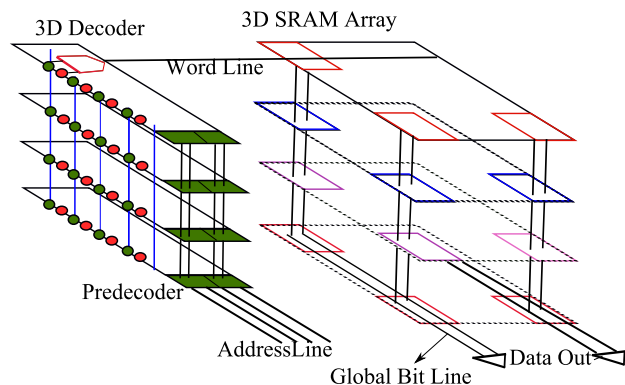 3D Decoder
3D SRAM Array
Word Line
Predecoder
AddressLine
Data Out
Global Bit Line